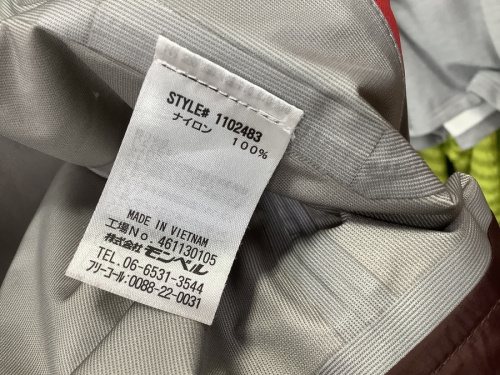 STYLE# 1102483
ナイロン 100%
MADE IN VIETNAM
工場No. 461130105
株式会社 モンベル
TEL. 06-6531-3544
フリーコール:0088-22-0031